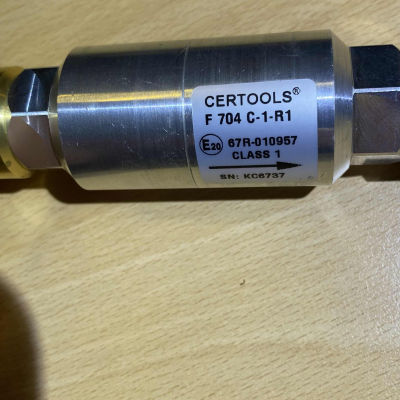 CERTOOLS®
F 704 C-1-R1
E20 67R-010957
CLASS 1
SN: KC6737